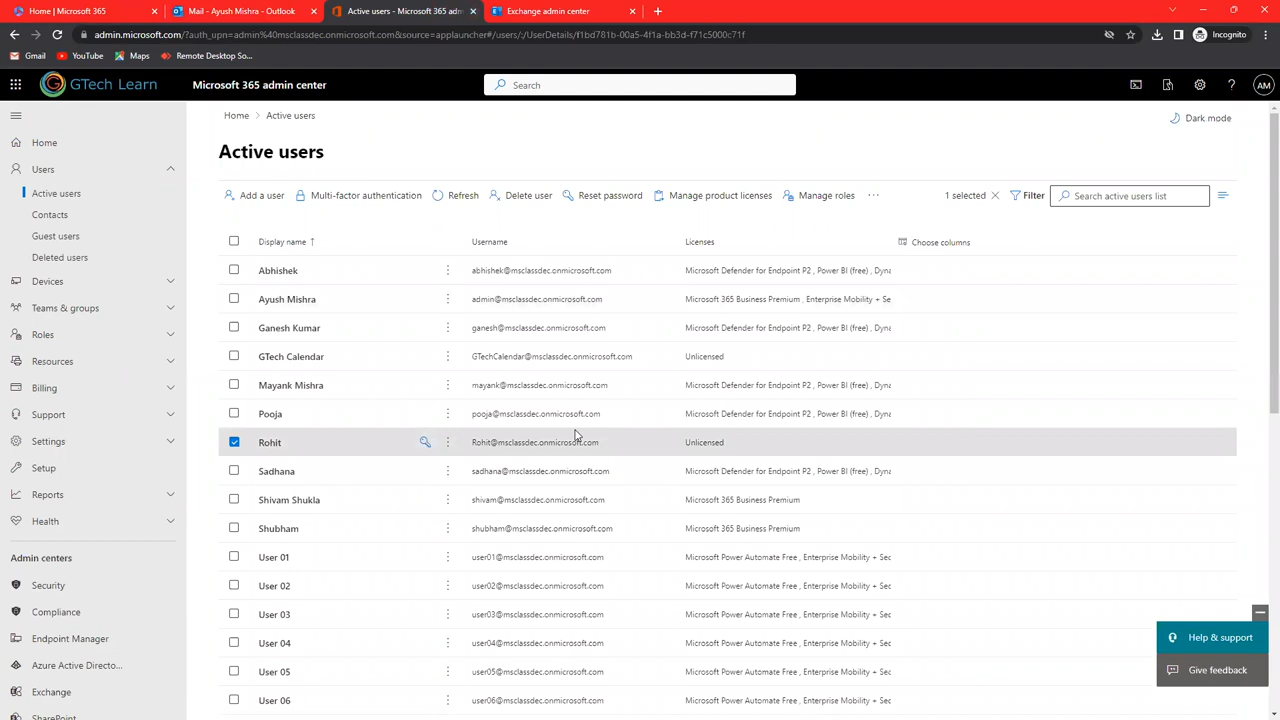 Home | Microsoft 365
Mail - Ayush Mishra - Outlook
Active users - Microsoft 365 adm
Exchange admin center
admin.microsoft.com/?auth_upn=admin%40msclassdec.onmicrosoft.com&source=applauncher#/users/:/UserDetails/f1bd781b-00a5-4f1a-bb3d-f71c5000c71f
Incognito
Gmail
YouTube
Maps
Remote Desktop So...
GTech Learn
Microsoft 365 admin center
Search
AM
Home > Active users
Dark mode
Active users
Add a user
Multi-factor authentication
Refresh
Delete user
Reset password
Manage product licenses
Manage roles
1 selected
Filter
Search active users list
Display name ↑ Username Licenses Choose columns
Abhishek abhishek@msclassdec.onmicrosoft.com Microsoft Defender for Endpoint P2 , Power BI (free) , Dyna
Ayush Mishra admin@msclassdec.onmicrosoft.com Microsoft 365 Business Premium , Enterprise Mobility + Se
Ganesh Kumar ganesh@msclassdec.onmicrosoft.com Microsoft Defender for Endpoint P2 , Power BI (free) , Dyna
GTech Calendar GTechCalendar@msclassdec.onmicrosoft.com Unlicensed
Mayank Mishra mayank@msclassdec.onmicrosoft.com Microsoft Defender for Endpoint P2 , Power BI (free) , Dyna
Pooja pooja@msclassdec.onmicrosoft.com Microsoft Defender for Endpoint P2 , Power BI (free) , Dyna
Rohit Rohit@msclassdec.onmicrosoft.com Unlicensed
Sadhana sadhana@msclassdec.onmicrosoft.com Microsoft Defender for Endpoint P2 , Power BI (free) , Dyna
Shivam Shukla shivam@msclassdec.onmicrosoft.com Microsoft 365 Business Premium
Shubham shubham@msclassdec.onmicrosoft.com Microsoft 365 Business Premium
User 01 user01@msclassdec.onmicrosoft.com Microsoft Power Automate Free , Enterprise Mobility + Sec
User 02 user02@msclassdec.onmicrosoft.com Microsoft Power Automate Free , Enterprise Mobility + Sec
User 03 user03@msclassdec.onmicrosoft.com Microsoft Power Automate Free , Enterprise Mobility + Sec
User 04 user04@msclassdec.onmicrosoft.com Microsoft Power Automate Free , Enterprise Mobility + Sec
User 05 user05@msclassdec.onmicrosoft.com Microsoft Power Automate Free , Enterprise Mobility + Sec
User 06 user06@msclassdec.onmicrosoft.com Microsoft Power Automate Free , Enterprise Mobility + Sec
Home
Users
Active users
Contacts
Guest users
Deleted users
Devices
Teams & groups
Roles
Resources
Billing
Support
Settings
Setup
Reports
Health
Admin centers
Security
Compliance
Endpoint Manager
Azure Active Directo...
Exchange
SharePoint
Help & support
Give feedback